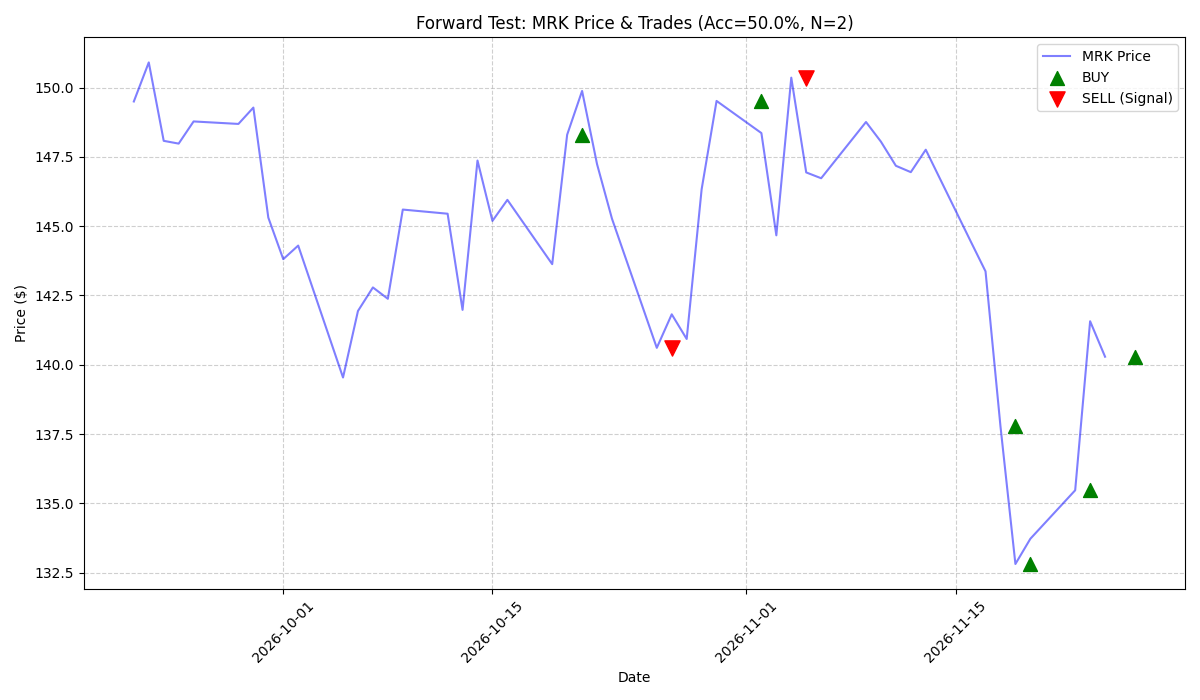 Forward Test: MRK Price & Trades (Acc=50.0%, N=2)
MRK Price
BUY
SELL (Signal)
Price ($)
150.0
147.5
145.0
142.5
140.0
137.5
135.0
132.5
2026-10-01
2026-10-15
2026-11-01
2026-11-15
Date